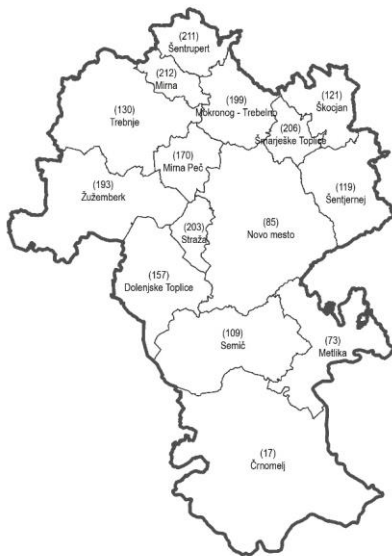 (211)
Šentrupert
(212)
Mirna
(121)
Škocjan
(130)
Trebnje
(199)
Mokronog - Trebelno
(206)
Šmarješke Toplice
(170)
Mirna Peč
(193)
Žužemberk
(119)
Šentjernej
(203)
Straža
(85)
Novo mesto
(157)
Dolenjske Toplice
(109)
Semič
(73)
Metlika
(17)
Črnomelj